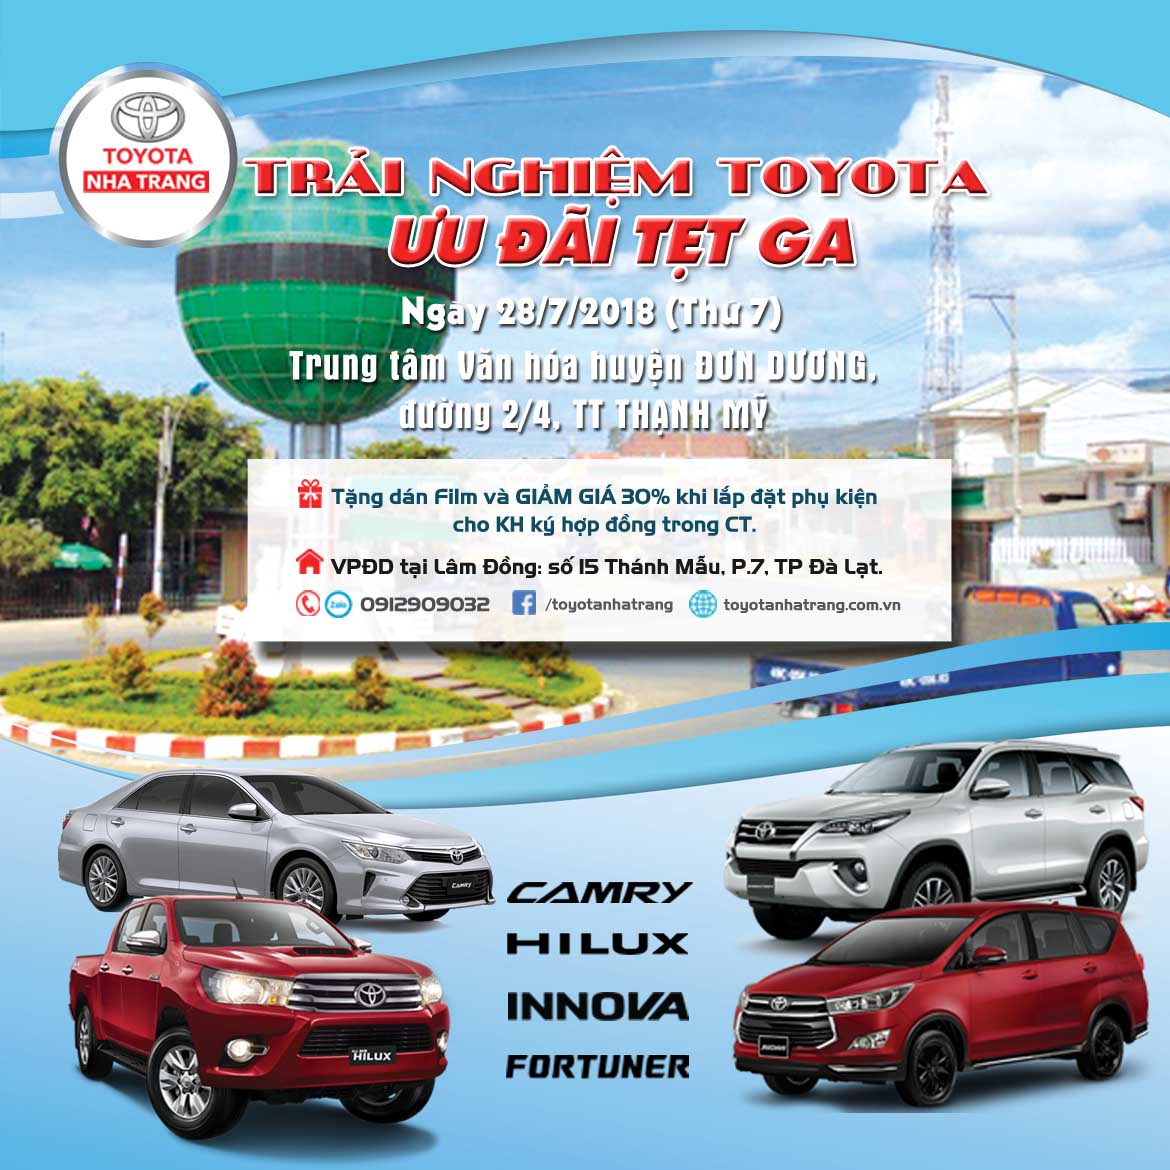 TOYOTA
NHA TRANG
TRẢI NGHIỆM TOYOTA
ƯU ĐÃI TẸT GA
Ngày 28/7/2018 (Thứ 7)
Trung tâm Văn hóa huyện ĐƠN DƯƠNG,
đường 2/4, TT THẠNH MỸ
Tặng dán Film và GIẢM GIÁ 30% khi lắp đặt phụ kiện
cho KH ký hợp đồng trong CT.
VPĐD tại Lâm Đồng: số 15 Thánh Mẫu, P.7, TP Đà Lạt.
Zalo 0912909032 /toyotanhatrang toyotanhatrang.com.vn
CAMRY
CAMRY
HILUX
INNOVA
FORTUNER
HILUX
INNOVA